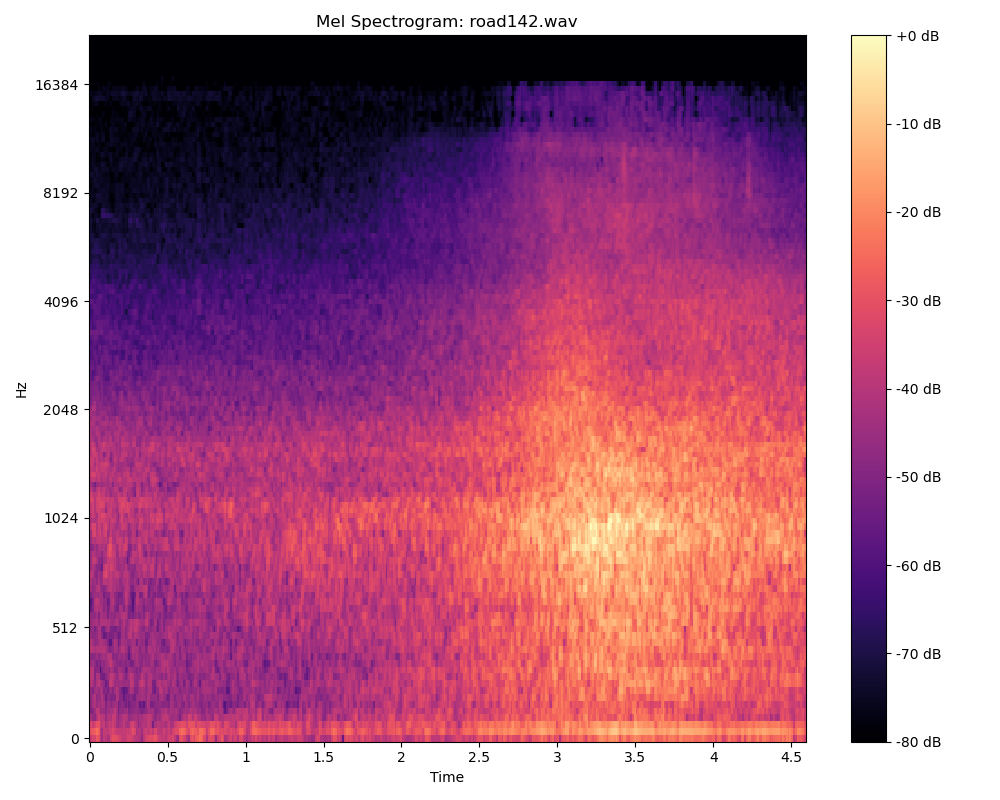 Mel Spectrogram: road142.wav
+0 dB
16384
-10 dB
8192
-20 dB
-30 dB
4096
Hz
-40 dB
2048
-50 dB
1024
-60 dB
512
-70 dB
0
-80 dB
0 0.5 1 1.5 2 2.5 3 3.5 4 4.5
Time